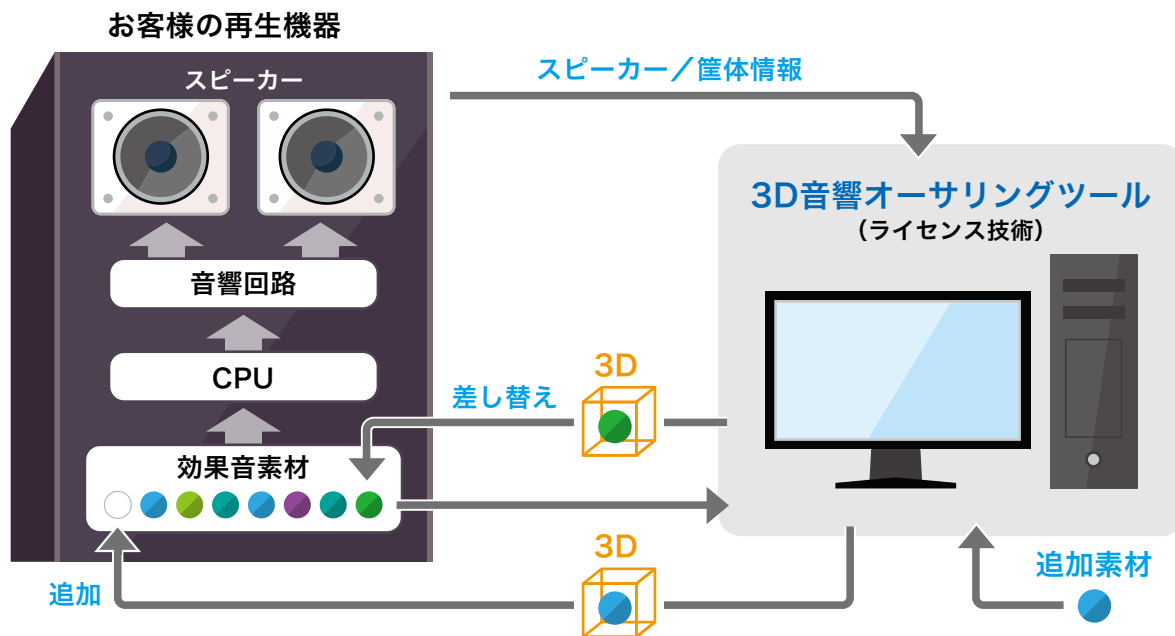 お客様の再生機器
スピーカー
スピーカー／筐体情報
3D音響オーサリングツール
（ライセンス技術）
音響回路
CPU
3D
差し替え
効果音素材
3D
追加
追加素材